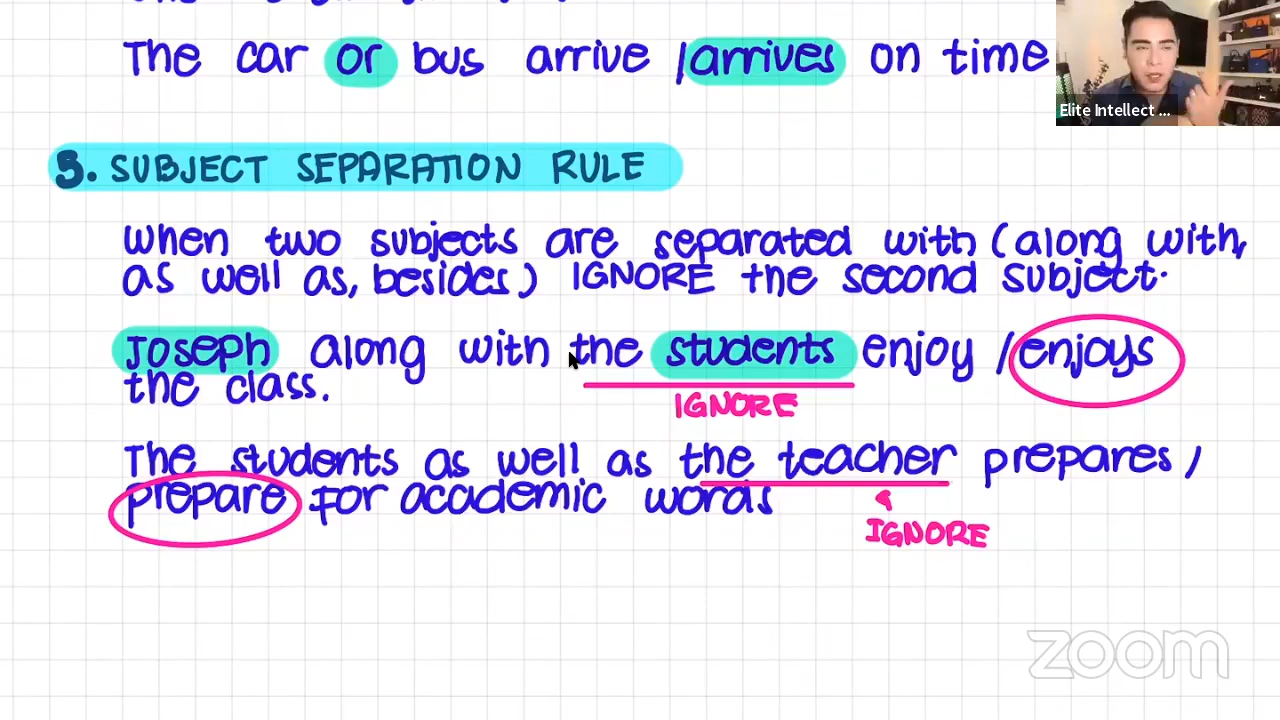 The car or bus arrive / arrives on time
Elite Intellect ...
5. SUBJECT SEPARATION RULE
When two subjects are separated with (along with,
as well as, besides) IGNORE the second subject.
Joseph along with the students enjoy / enjoys
the class.
IGNORE
The students as well as the teacher prepares /
prepare for academic words
IGNORE
zoom